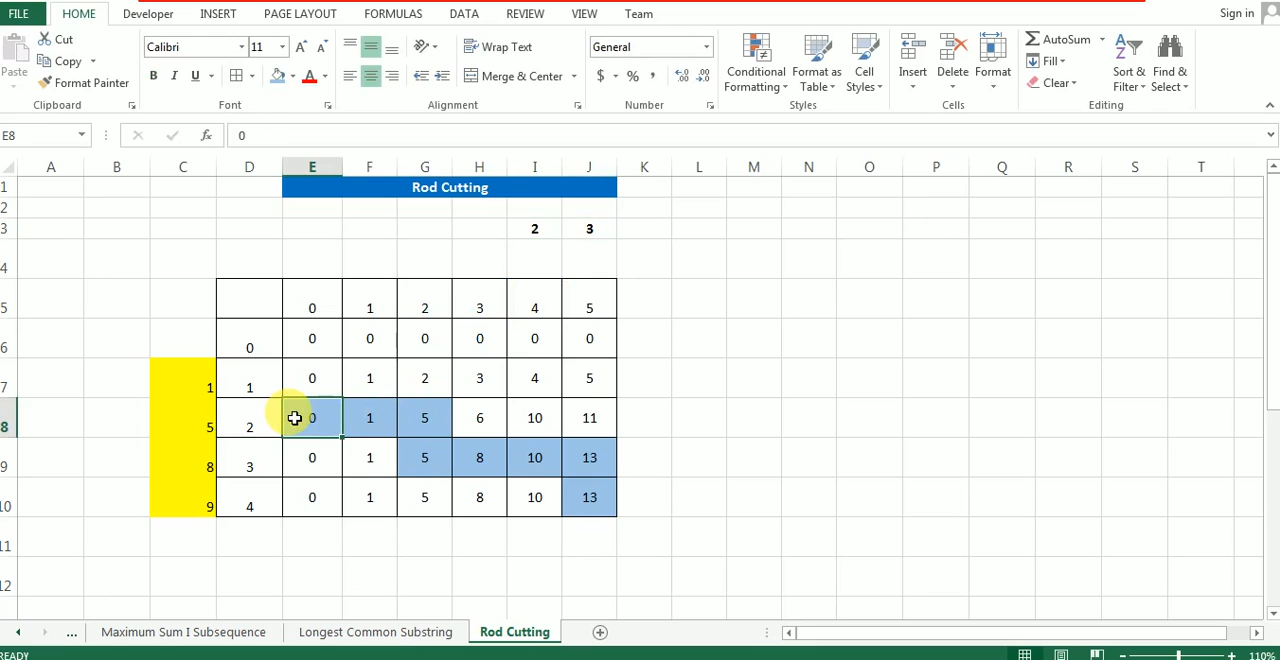 FILE HOME Developer INSERT PAGE LAYOUT FORMULAS DATA REVIEW VIEW Team Sign in
Paste Cut Copy Format Painter Clipboard
Calibri 11 A A B I U A Font
Wrap Text Merge & Center Alignment
General $ % , Number
Conditional Formatting Format as Table Cell Styles Styles
Insert Delete Format Cells
AutoSum Fill Clear Sort & Filter Find & Select Editing
E8 fx 0
A B C D E F G H I J K L M N O P Q R S T
1 Rod Cutting
2
3 2 3
4
5 0 1 2 3 4 5
6 0 0 0 0 0 0 0
7 1 1 0 1 2 3 4 5
8 5 2 0 1 5 6 10 11
9 8 3 0 1 5 8 10 13
10 9 4 0 1 5 8 10 13
11
12
... Maximum Sum I Subsequence Longest Common Substring Rod Cutting
READY 110%